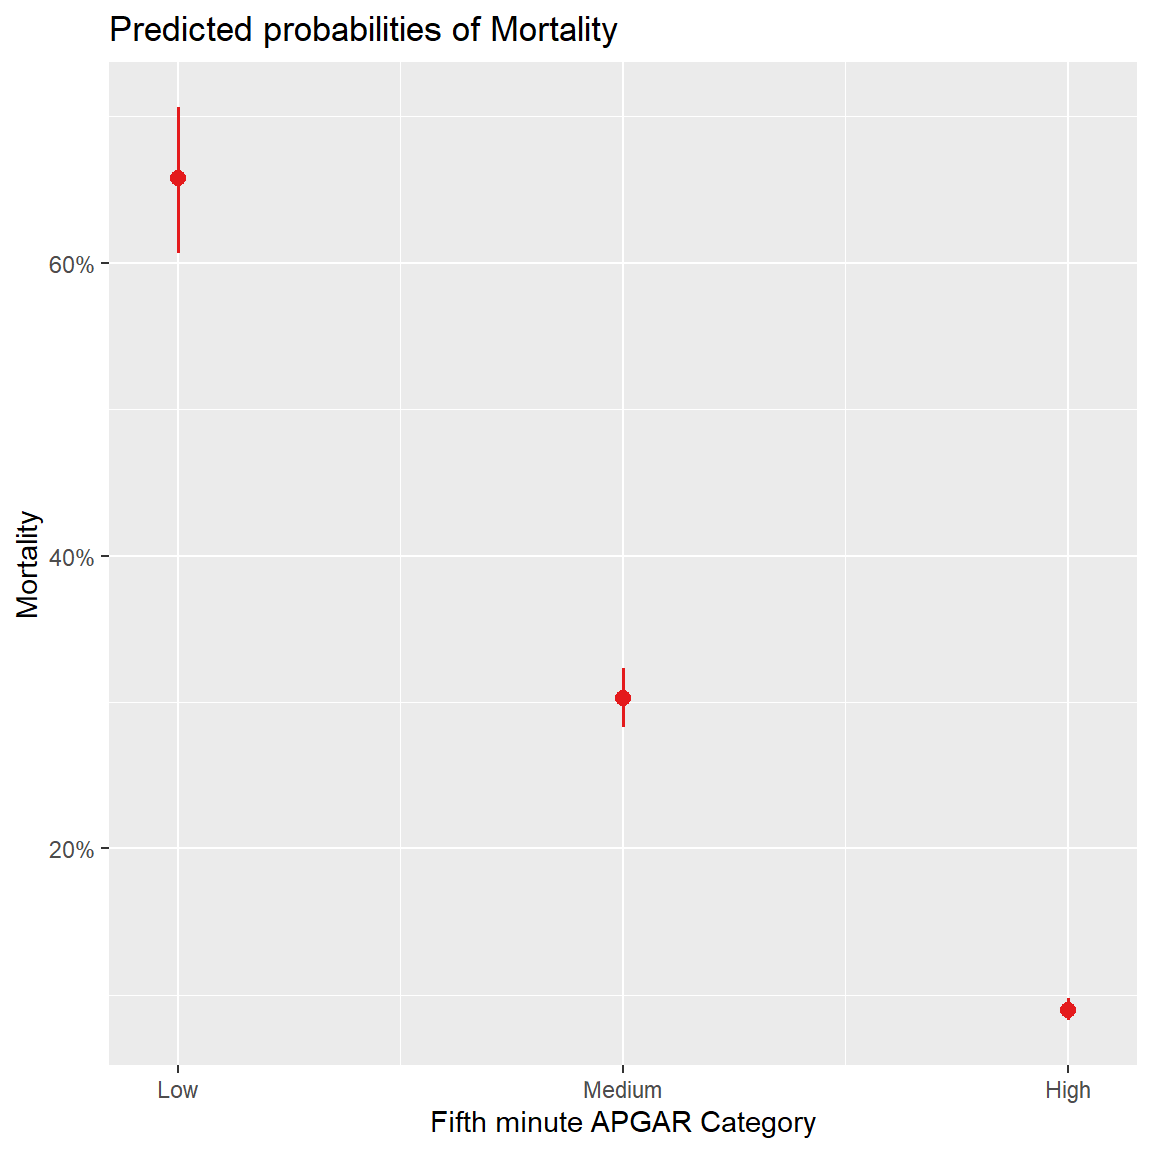 Predicted probabilities of Mortality
Mortality
60%
40%
20%
Low
Medium
High
Fifth minute APGAR Category